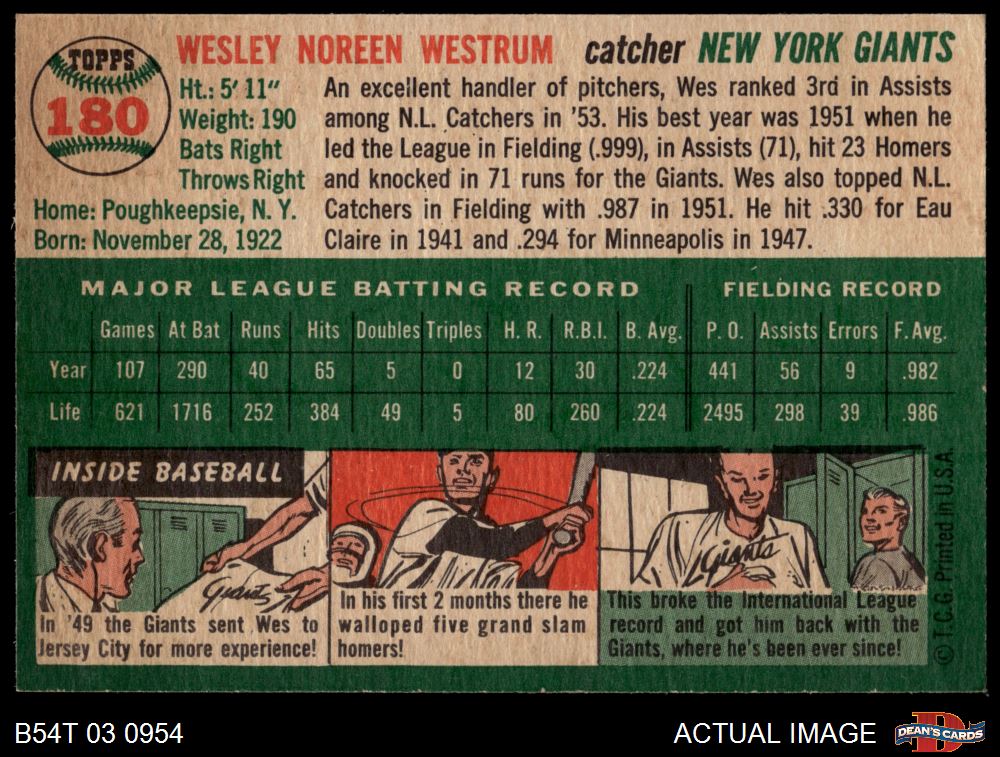 TOPPS
180
WESLEY NOREEN WESTRUM catcher NEW YORK GIANTS
Ht.: 5' 11"
Weight: 190
Bats Right
Throws Right
Home: Poughkeepsie, N. Y.
Born: November 28, 1922
An excellent handler of pitchers, Wes ranked 3rd in Assists
among N.L. Catchers in '53. His best year was 1951 when he
led the League in Fielding (.999), in Assists (71), hit 23 Homers
and knocked in 71 runs for the Giants. Wes also topped N.L.
Catchers in Fielding with .987 in 1951. He hit .330 for Eau
Claire in 1941 and .294 for Minneapolis in 1947.
MAJOR LEAGUE BATTING RECORD FIELDING RECORD
Games At Bat Runs Hits Doubles Triples H. R. R.B.I. B. Avg. P. O. Assists Errors F. Avg.
Year 107 290 40 65 5 0 12 30 .224 441 56 9 .982
Life 621 1716 252 384 49 5 80 260 .224 2495 298 39 .986
INSIDE BASEBALL
Giants
In '49 the Giants sent Wes to
Jersey City for more experience!
In his first 2 months there he
walloped five grand slam
homers!
Giants
This broke the International League
record and got him back with the
Giants, where he's been ever since!
© T.C.G. Printed in U.S.A.
B54T 03 0954
ACTUAL IMAGE
D
DEAN'S CARDS